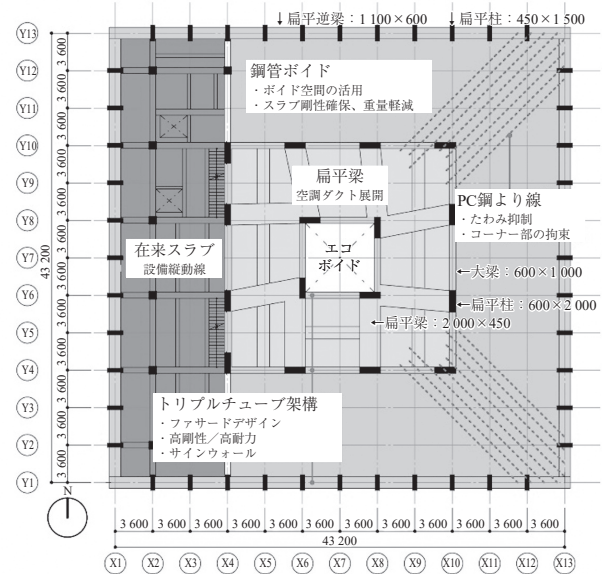 ↓扁平逆梁：1 100×600
↓扁平柱：450×1 500
Y13
3 600
Y12
3 600
Y11
3 600
Y10
3 600
Y9
3 600
Y8
3 600
Y7
3 600
Y6
3 600
Y5
3 600
Y4
3 600
Y3
3 600
Y2
3 600
Y1
43 200
鋼管ボイド
・ボイド空間の活用
・スラブ剛性確保、重量軽減
扁平梁
空調ダクト展開
PC鋼より線
・たわみ抑制
・コーナー部の拘束
在来スラブ
設備縦動線
エコ
ボイド
←大梁：600×1 000
←扁平柱：600×2 000
←扁平梁：2 000×450
トリプルチューブ架構
・ファサードデザイン
・高剛性／高耐力
・サインウォール
N
3 600 3 600 3 600 3 600 3 600 3 600 3 600 3 600 3 600 3 600 3 600 3 600
43 200
X1 X2 X3 X4 X5 X6 X7 X8 X9 X10 X11 X12 X13